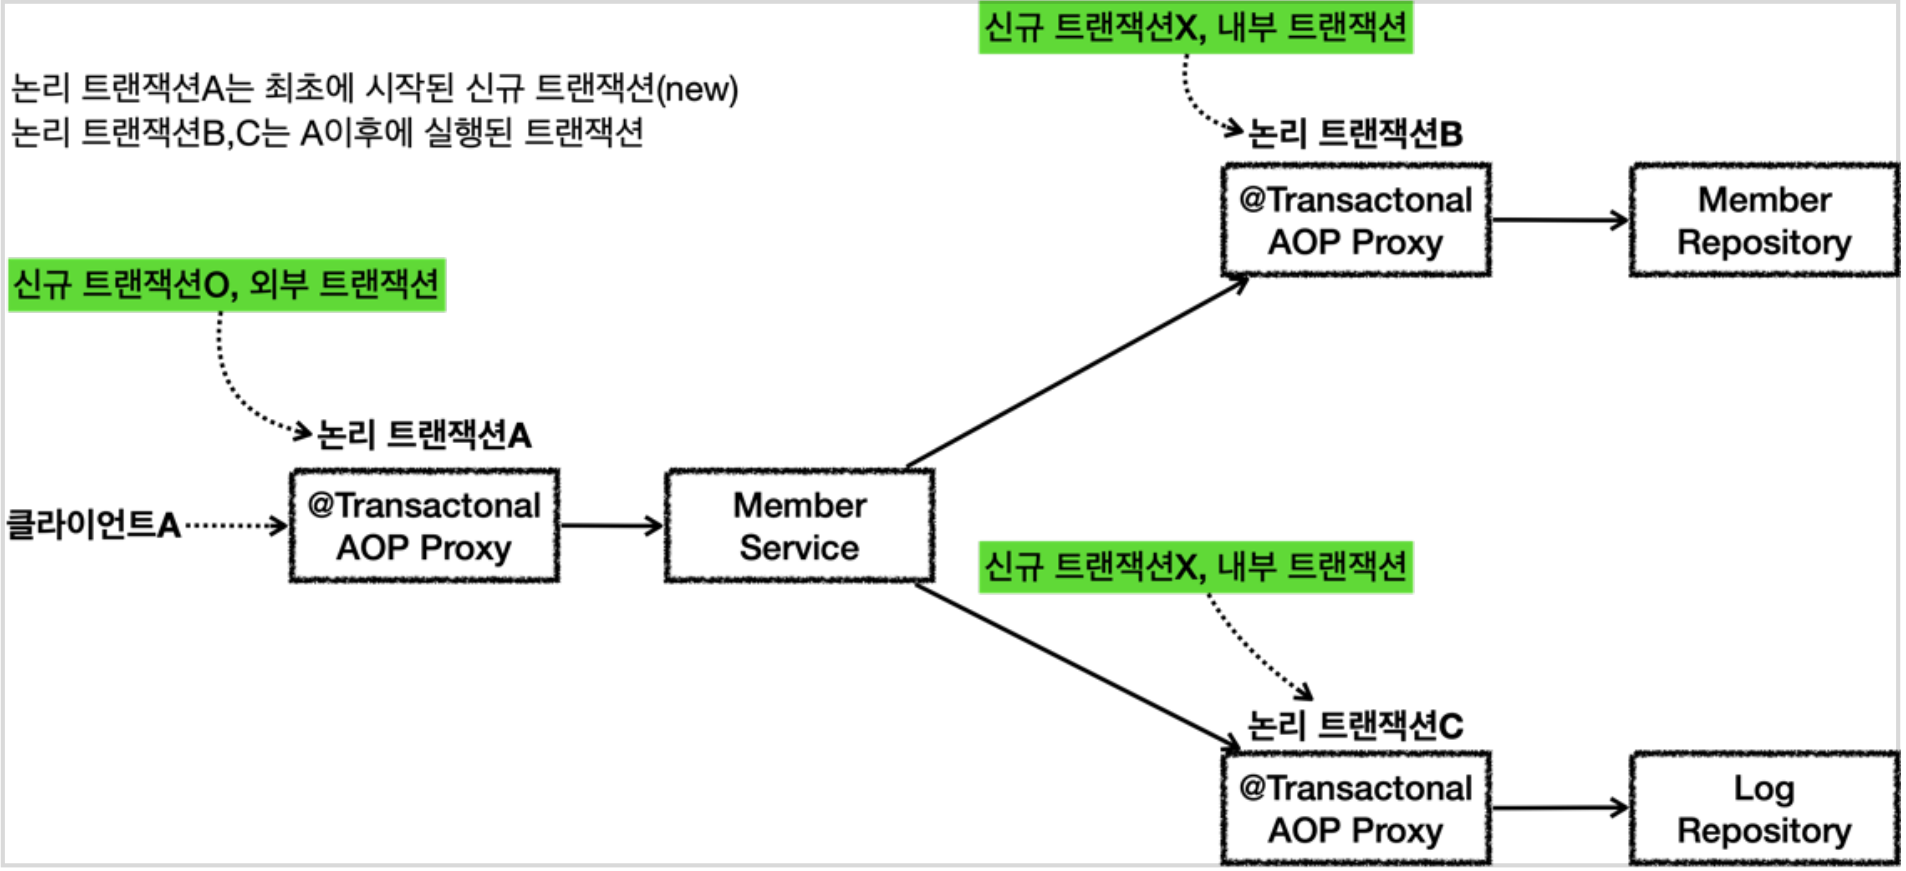 신규 트랜잭션X, 내부 트랜잭션
논리 트랜잭션A는 최초에 시작된 신규 트랜잭션(new)
논리 트랜잭션B,C는 A이후에 실행된 트랜잭션
논리 트랜잭션B
@Transactonal
AOP Proxy
Member
Repository
신규 트랜잭션O, 외부 트랜잭션
논리 트랜잭션A
클라이언트A
@Transactonal
AOP Proxy
Member
Service
신규 트랜잭션X, 내부 트랜잭션
논리 트랜잭션C
@Transactonal
AOP Proxy
Log
Repository